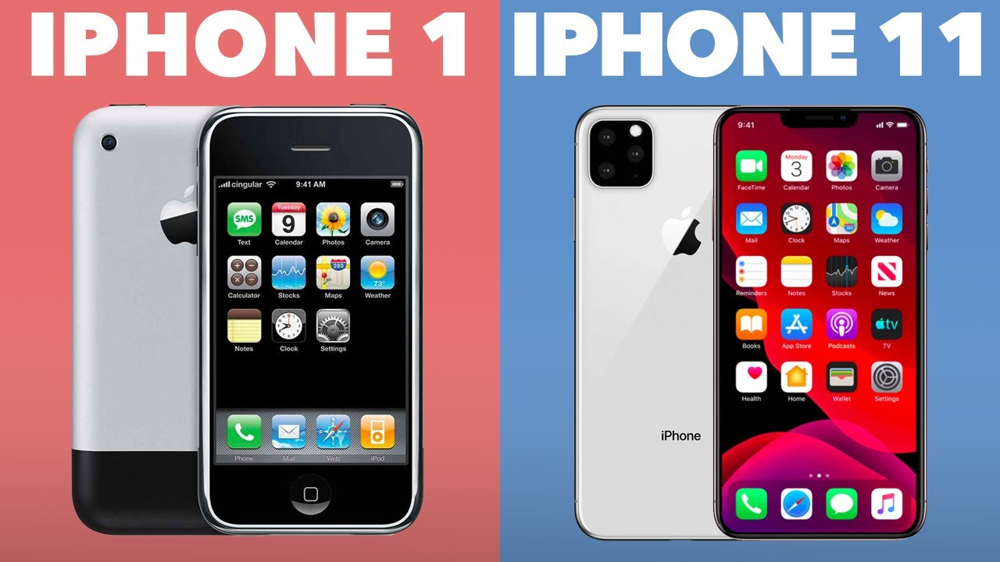 IPHONE 1
cingular 9:41 AM
SMS Tuesday 9
Text Calendar Photos Camera
280 73°
Calculator Stocks Maps Weather
Notes Clock Settings
Phone Mail Web iPod
IPHONE 11
9:41
Monday 3
FaceTime Calendar Photos Camera
280
Mail Clock Maps Weather
Reminders Notes Stocks News
tv
Books App Store Podcasts TV
Health Home Wallet Settings
iPhone